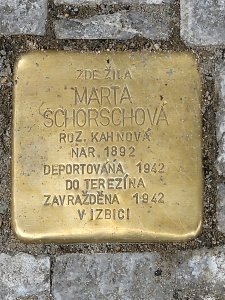 ZDE ŽILA
MARTA
SCHORSCHOVÁ
ROZ. KAHNOVÁ
NAR. 1892
DEPORTOVÁNA 1942
DO TEREZÍNA
ZAVRAŽDĚNA 1942
V IZBICI